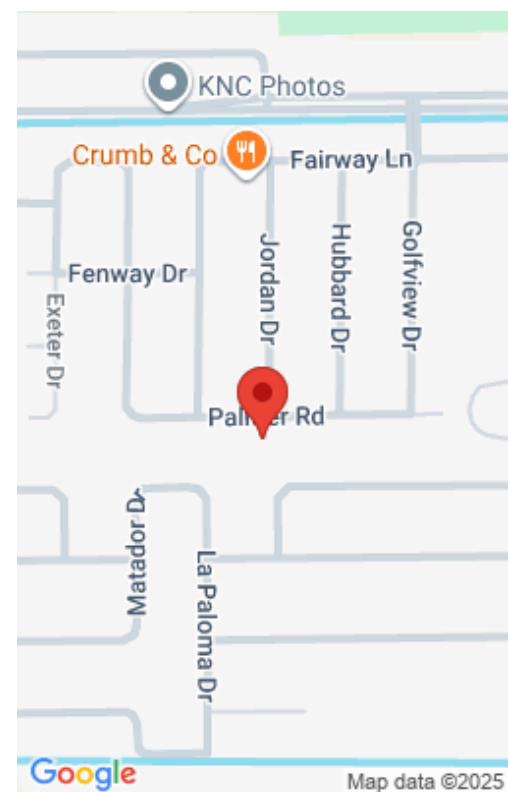 KNC Photos
Crumb & Co
Fairway Ln
Jordan Dr
Hubbard Dr
Golfview Dr
Fenway Dr
Exeter Dr
Palmer Rd
Matador Dr
La Paloma Dr
Google
Map data ©2025